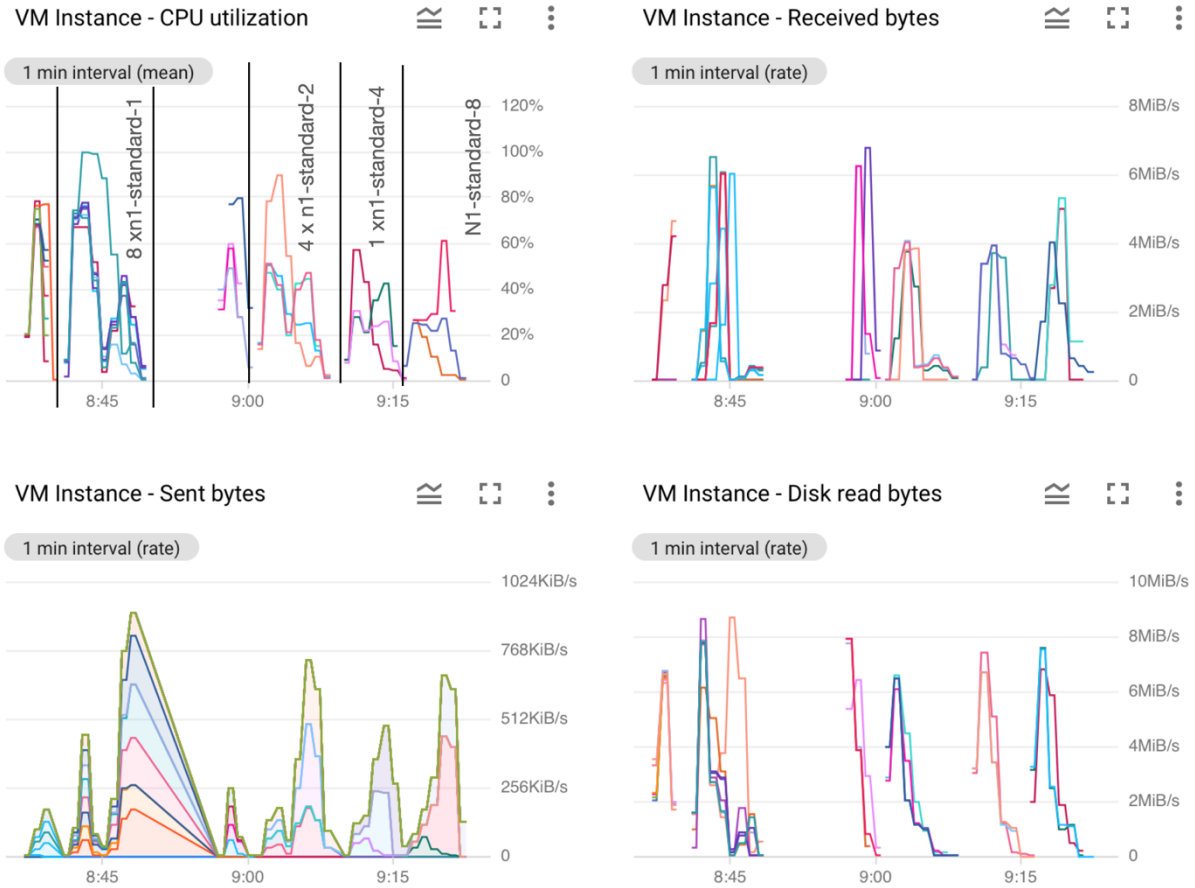 VM Instance - CPU utilization
1 min interval (mean)
8 xn1-standard-1
4 x n1-standard-2
1 xn1-standard-4
N1-standard-8
120%
100%
80%
60%
40%
20%
0
8:45
9:00
9:15
VM Instance - Received bytes
1 min interval (rate)
8MiB/s
6MiB/s
4MiB/s
2MiB/s
0
8:45
9:00
9:15
VM Instance - Sent bytes
1 min interval (rate)
1024KiB/s
768KiB/s
512KiB/s
256KiB/s
0
8:45
9:00
9:15
VM Instance - Disk read bytes
1 min interval (rate)
10MiB/s
8MiB/s
6MiB/s
4MiB/s
2MiB/s
0
8:45
9:00
9:15